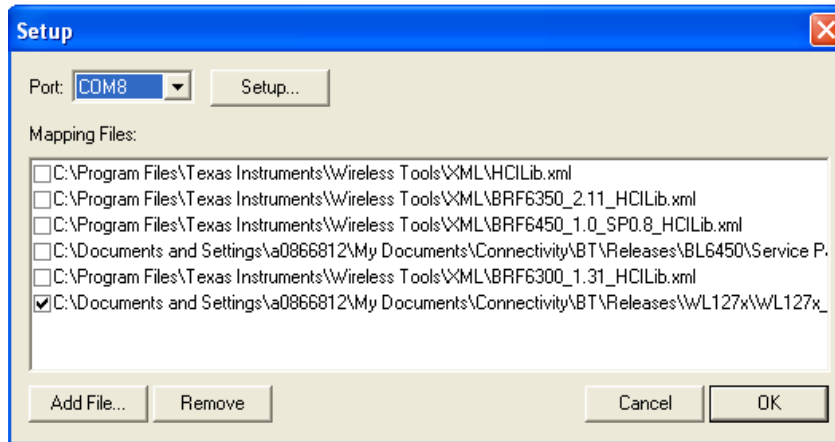 Setup
Port: COM8 Setup...
Mapping Files:
C:\Program Files\Texas Instruments\Wireless Tools\XML\HCILib.xml
C:\Program Files\Texas Instruments\Wireless Tools\XML\BRF6350_2.11_HCILib.xml
C:\Program Files\Texas Instruments\Wireless Tools\XML\BRF6450_1.0_SP0.8_HCILib.xml
C:\Documents and Settings\a0866812\My Documents\Connectivity\BT\Releases\BL6450\Service P
C:\Program Files\Texas Instruments\Wireless Tools\XML\BRF6300_1.31_HCILib.xml
C:\Documents and Settings\a0866812\My Documents\Connectivity\BT\Releases\WL127x\WL127x_
Add File... Remove Cancel OK